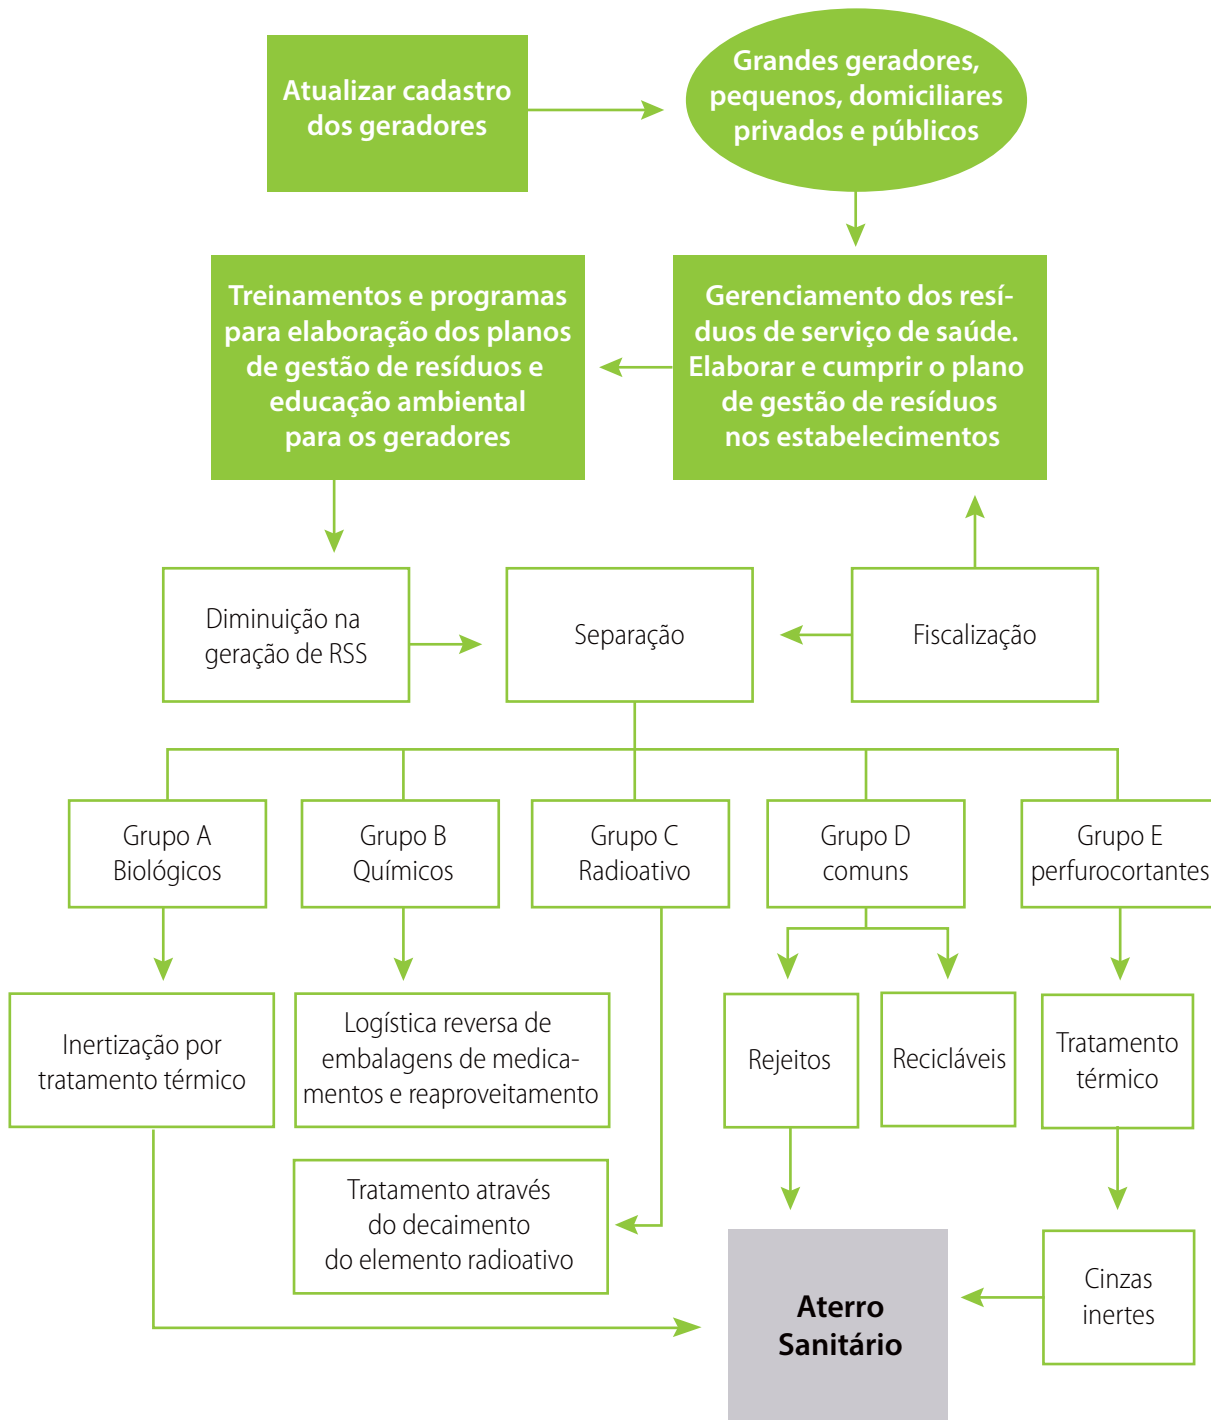 Atualizar cadastro
dos geradores
Grandes geradores,
pequenos, domiciliares
privados e públicos
Treinamentos e programas
para elaboração dos planos
de gestão de resíduos e
educação ambiental
para os geradores
Gerenciamento dos resí-
duos de serviço de saúde.
Elaborar e cumprir o plano
de gestão de resíduos
nos estabelecimentos
Diminuição na
geração de RSS
Separação
Fiscalização
Grupo A
Biológicos
Grupo B
Químicos
Grupo C
Radioativo
Grupo D
comuns
Grupo E
perfurocortantes
Inertização por
tratamento térmico
Logística reversa de
embalagens de medica-
mentos e reaproveitamento
Rejeitos
Recicláveis
Tratamento
térmico
Tratamento através
do decaimento
do elemento radioativo
Aterro
Sanitário
Cinzas
inertes